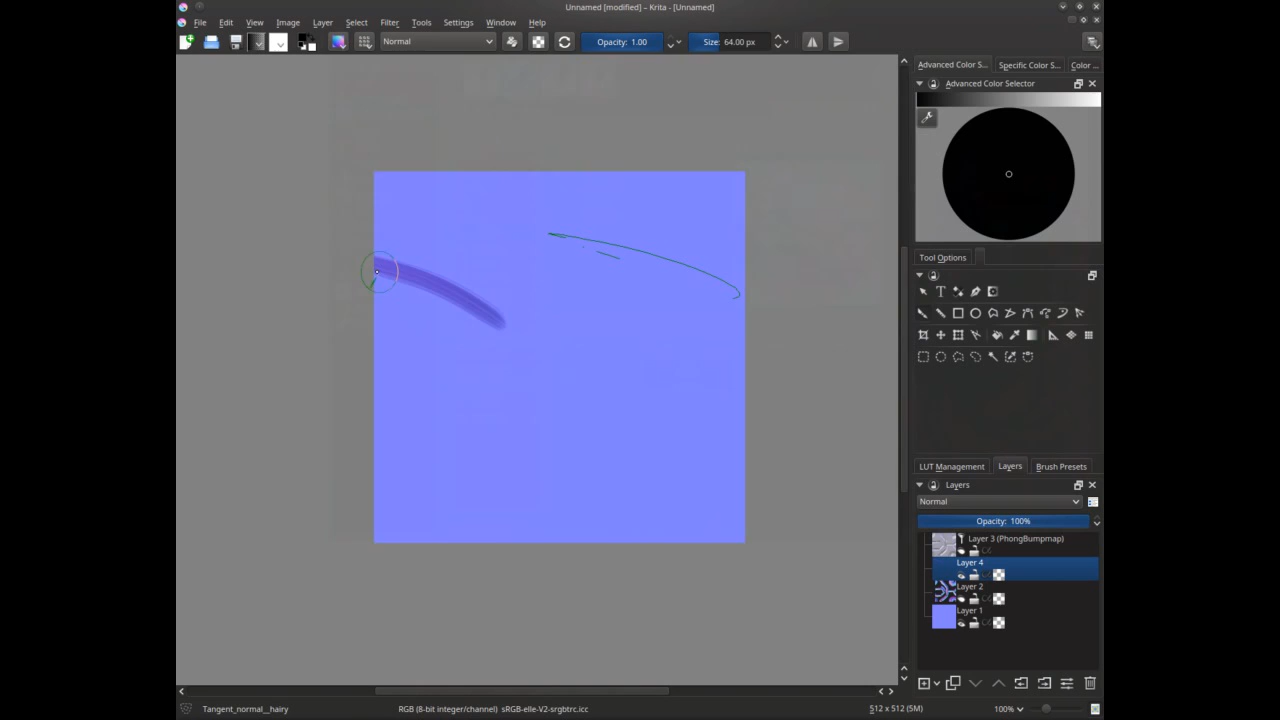 Unnamed [modified] – Krita - [Unnamed]
File Edit View Image Layer Select Filter Tools Settings Window Help
Normal Opacity: 1.00 Size: 64.00 px
Advanced Color S... Specific Color S... Color ...
Advanced Color Selector
Tool Options
LUT Management Layers Brush Presets
Layers
Normal
Opacity: 100%
Layer 3 (PhongBumpmap)
Layer 4
Layer 2
Layer 1
Tangent_normal__hairy RGB (8-bit integer/channel) sRGB-elle-V2-srgbtrc.icc 512 x 512 (5M) 100%